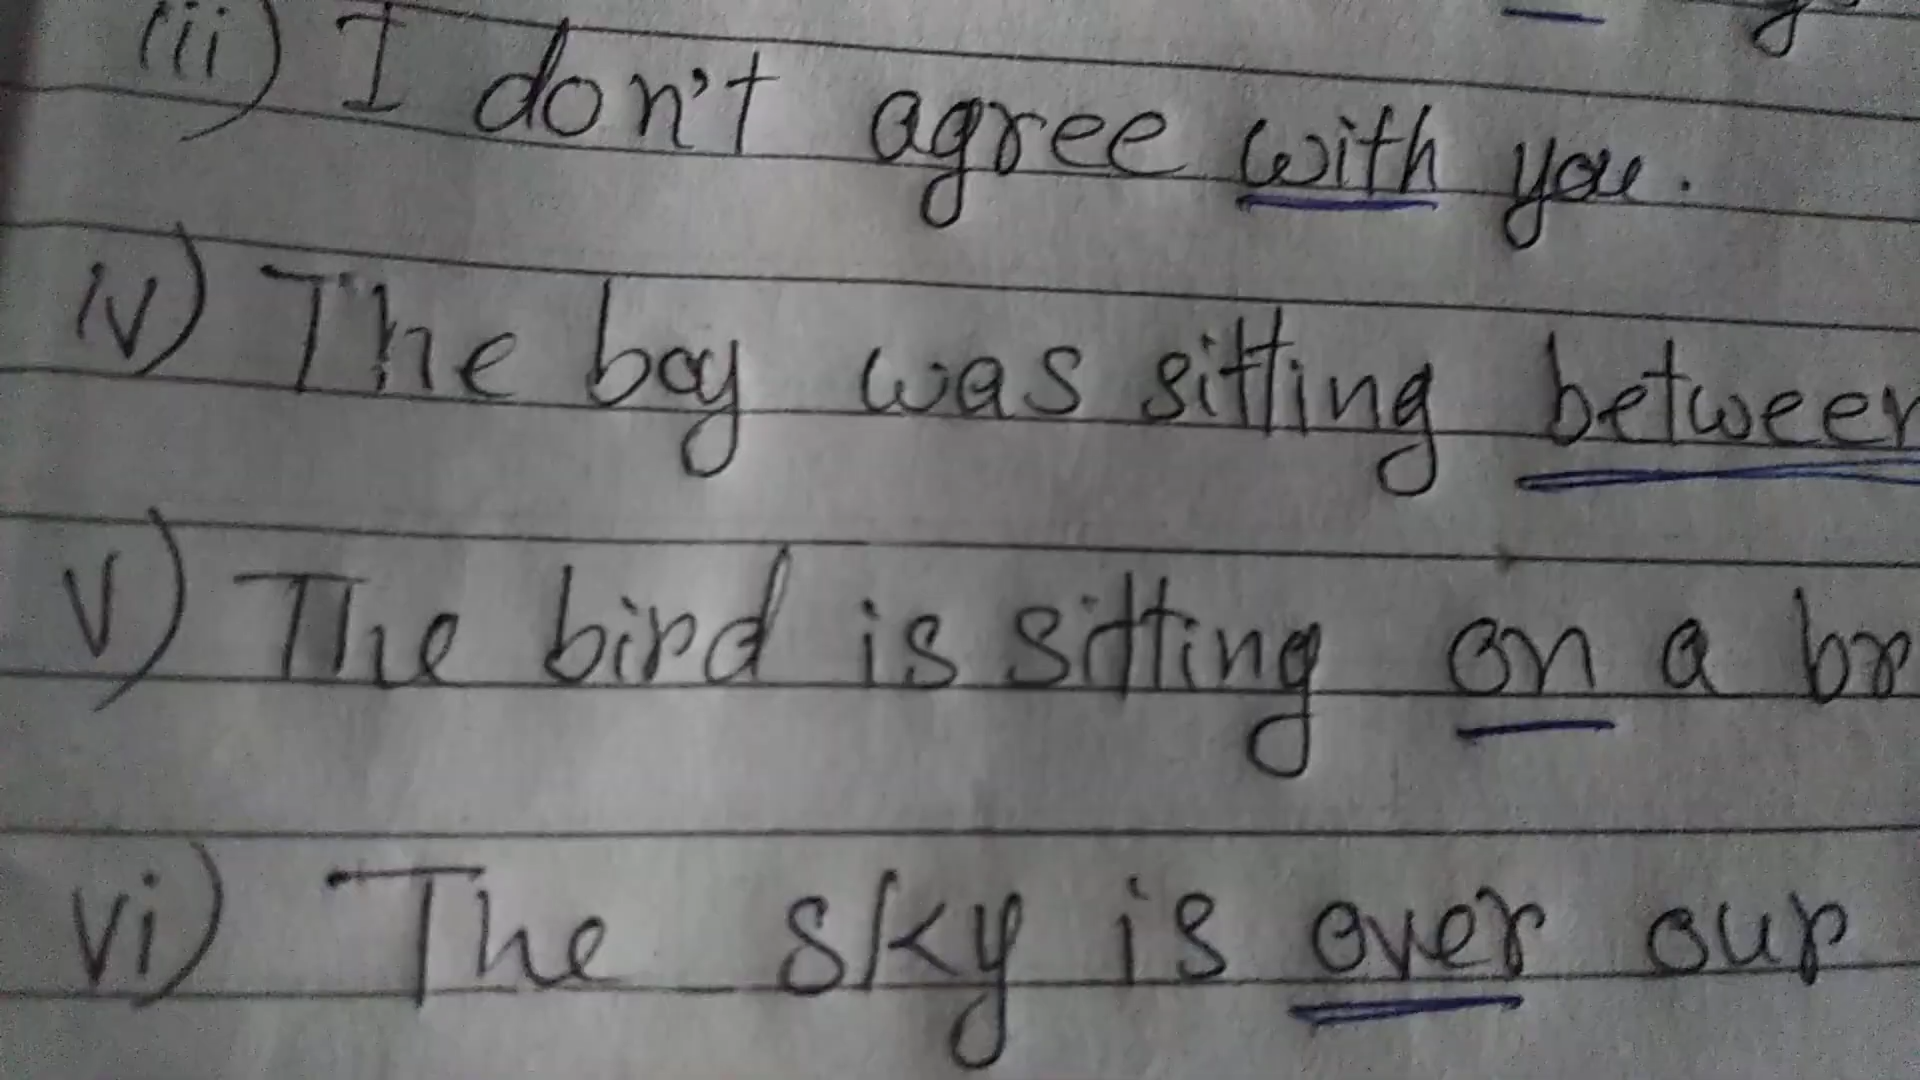 iii) I don't agree with you.
iv) The boy was sitting between
v) The bird is sitting on a
vi) The sky is over our